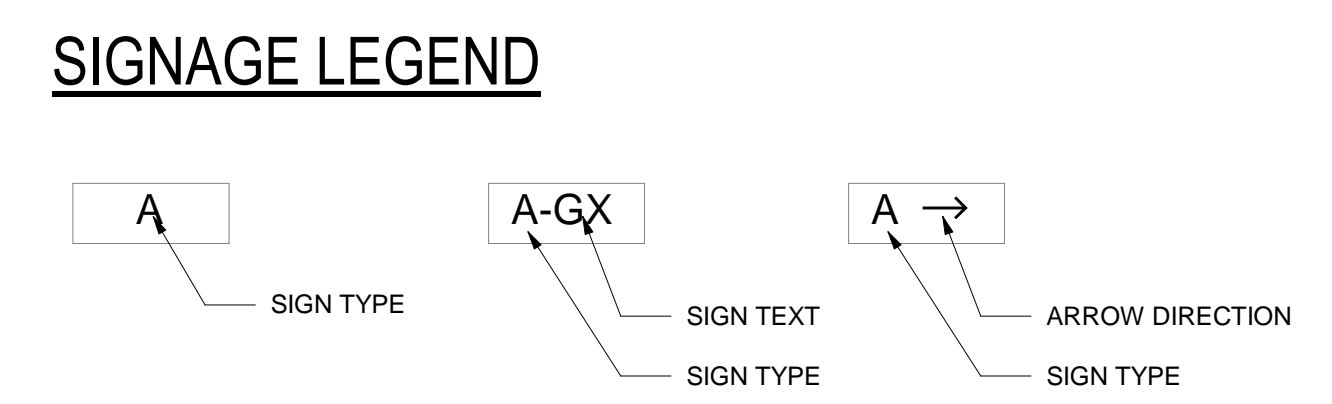 SIGNAGE LEGEND
A
A-GX
A →
SIGN TYPE
SIGN TEXT
ARROW DIRECTION
SIGN TYPE
SIGN TYPE